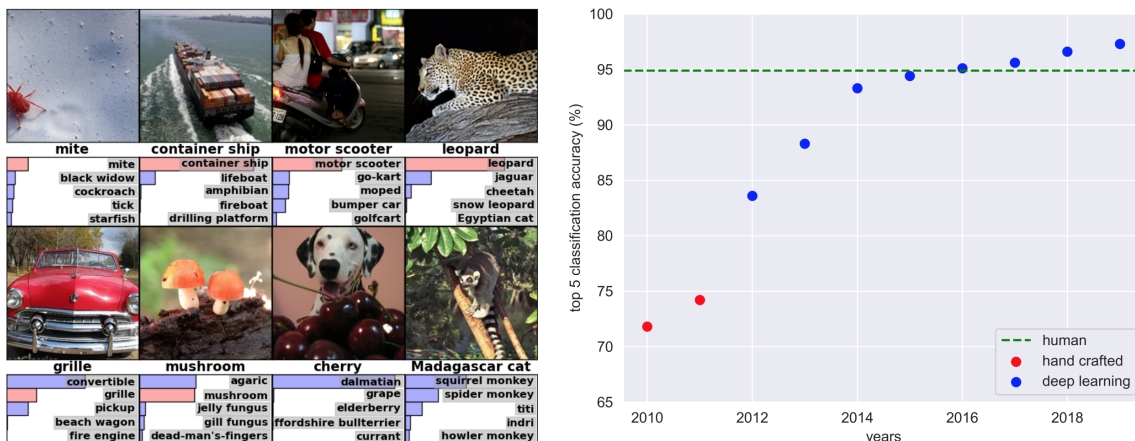 mite
container ship
motor scooter
leopard
mite
black widow
cockroach
tick
starfish
container ship
lifeboat
amphibian
fireboat
drilling platform
motor scooter
go-kart
moped
bumper car
golfcart
leopard
jaguar
cheetah
snow leopard
Egyptian cat
grille
mushroom
cherry
Madagascar cat
convertible
grille
pickup
beach wagon
fire engine
agaric
mushroom
jelly fungus
gill fungus
dead-man's-fingers
dalmatian
grape
elderberry
ffordshire bullterrier
currant
squirrel monkey
spider monkey
titi
indri
howler monkey
top 5 classification accuracy (%)
100
95
90
85
80
75
70
65
2010
2012
2014
2016
2018
years
human
hand crafted
deep learning